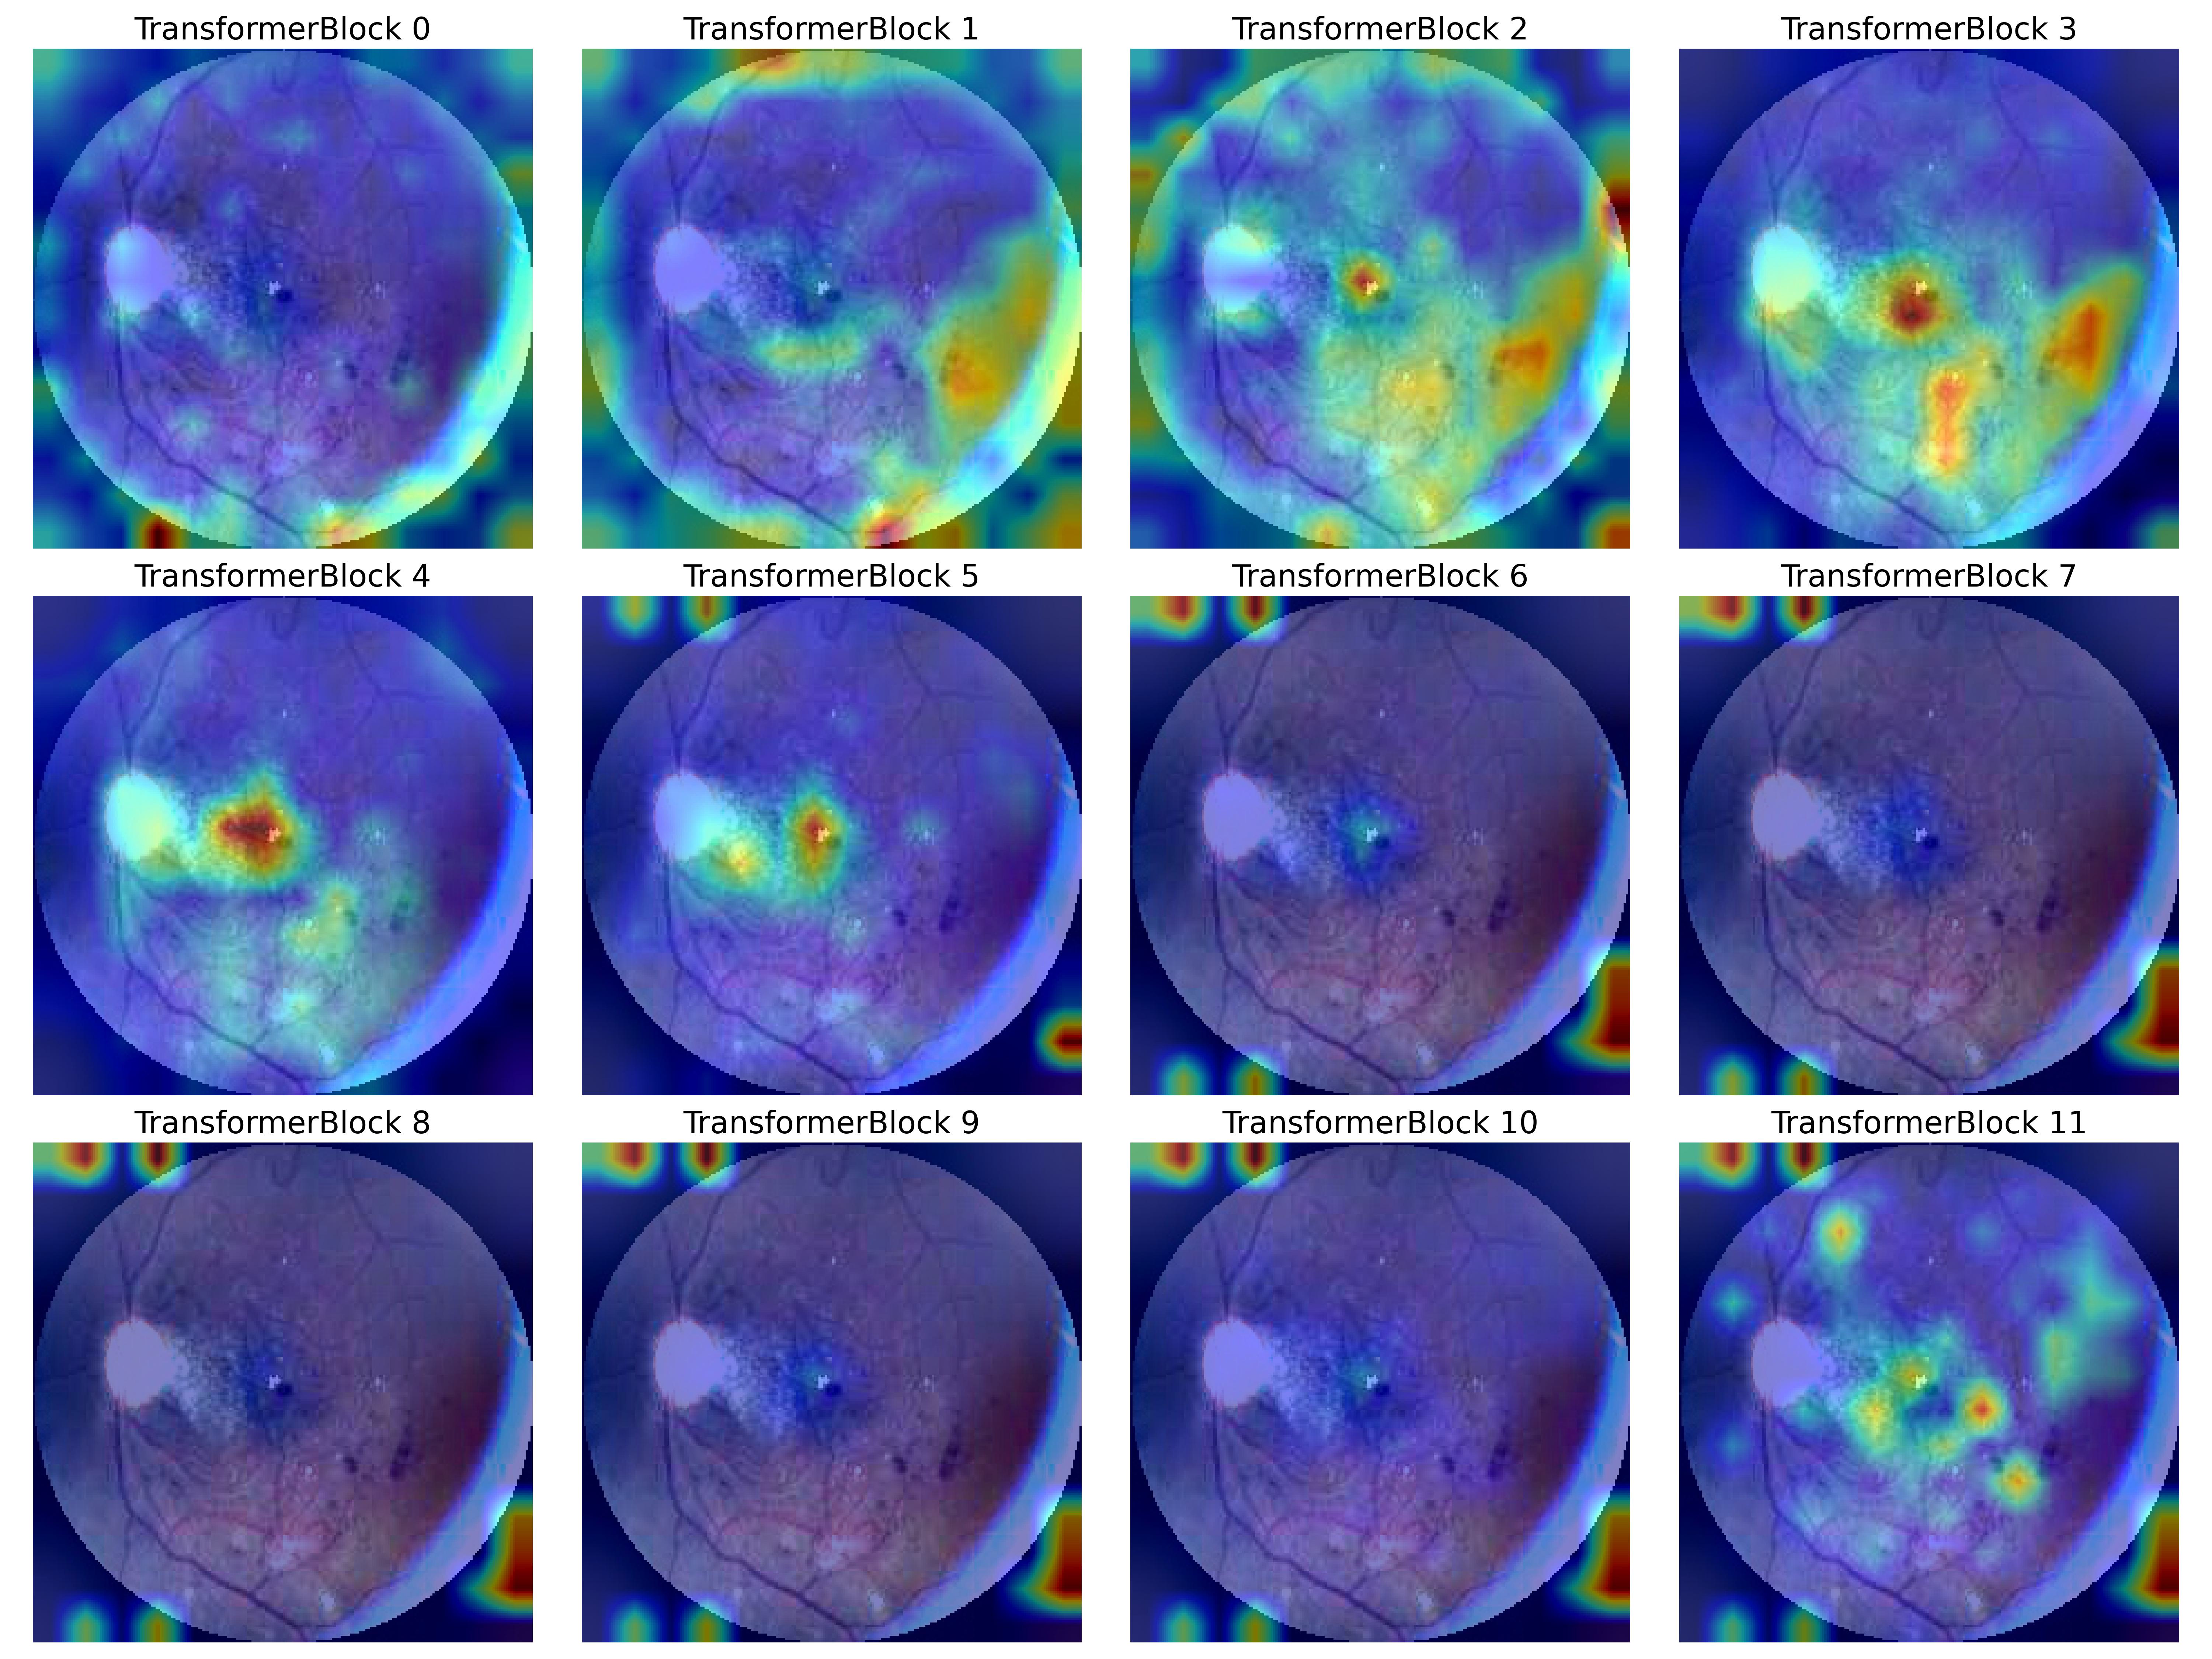 TransformerBlock 0
TransformerBlock 1
TransformerBlock 2
TransformerBlock 3
TransformerBlock 4
TransformerBlock 5
TransformerBlock 6
TransformerBlock 7
TransformerBlock 8
TransformerBlock 9
TransformerBlock 10
TransformerBlock 11